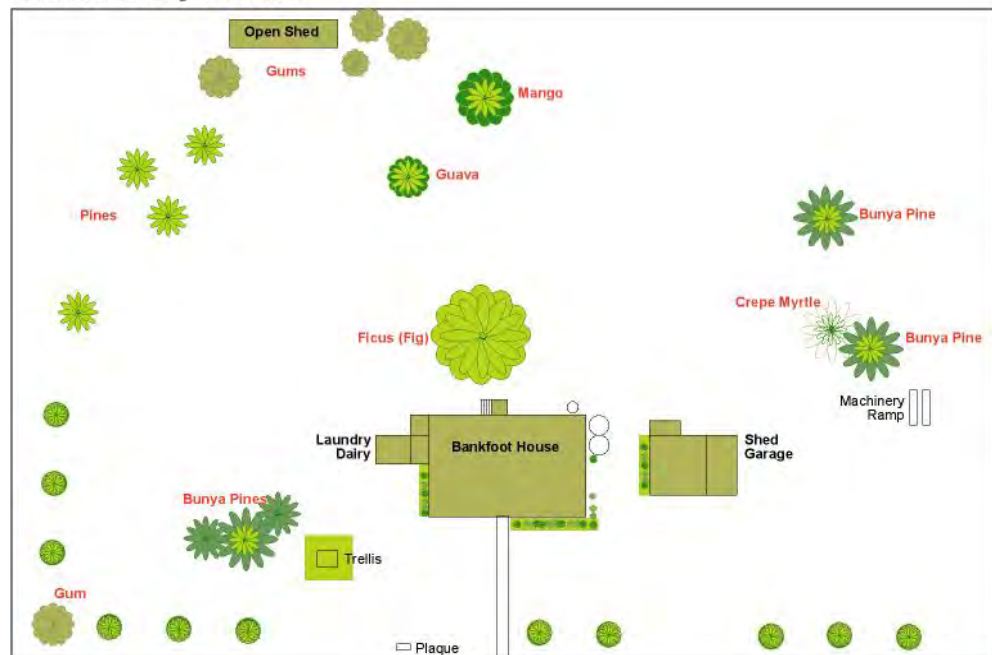 Open Shed
Gums
Mango
Guava
Pines
Bunya Pine
Crepe Myrtle
Ficus (Fig)
Bunya Pine
Machinery
Ramp
Laundry
Dairy
Bankfoot House
Shed
Garage
Bunya Pines
Trellis
Gum
Plaque